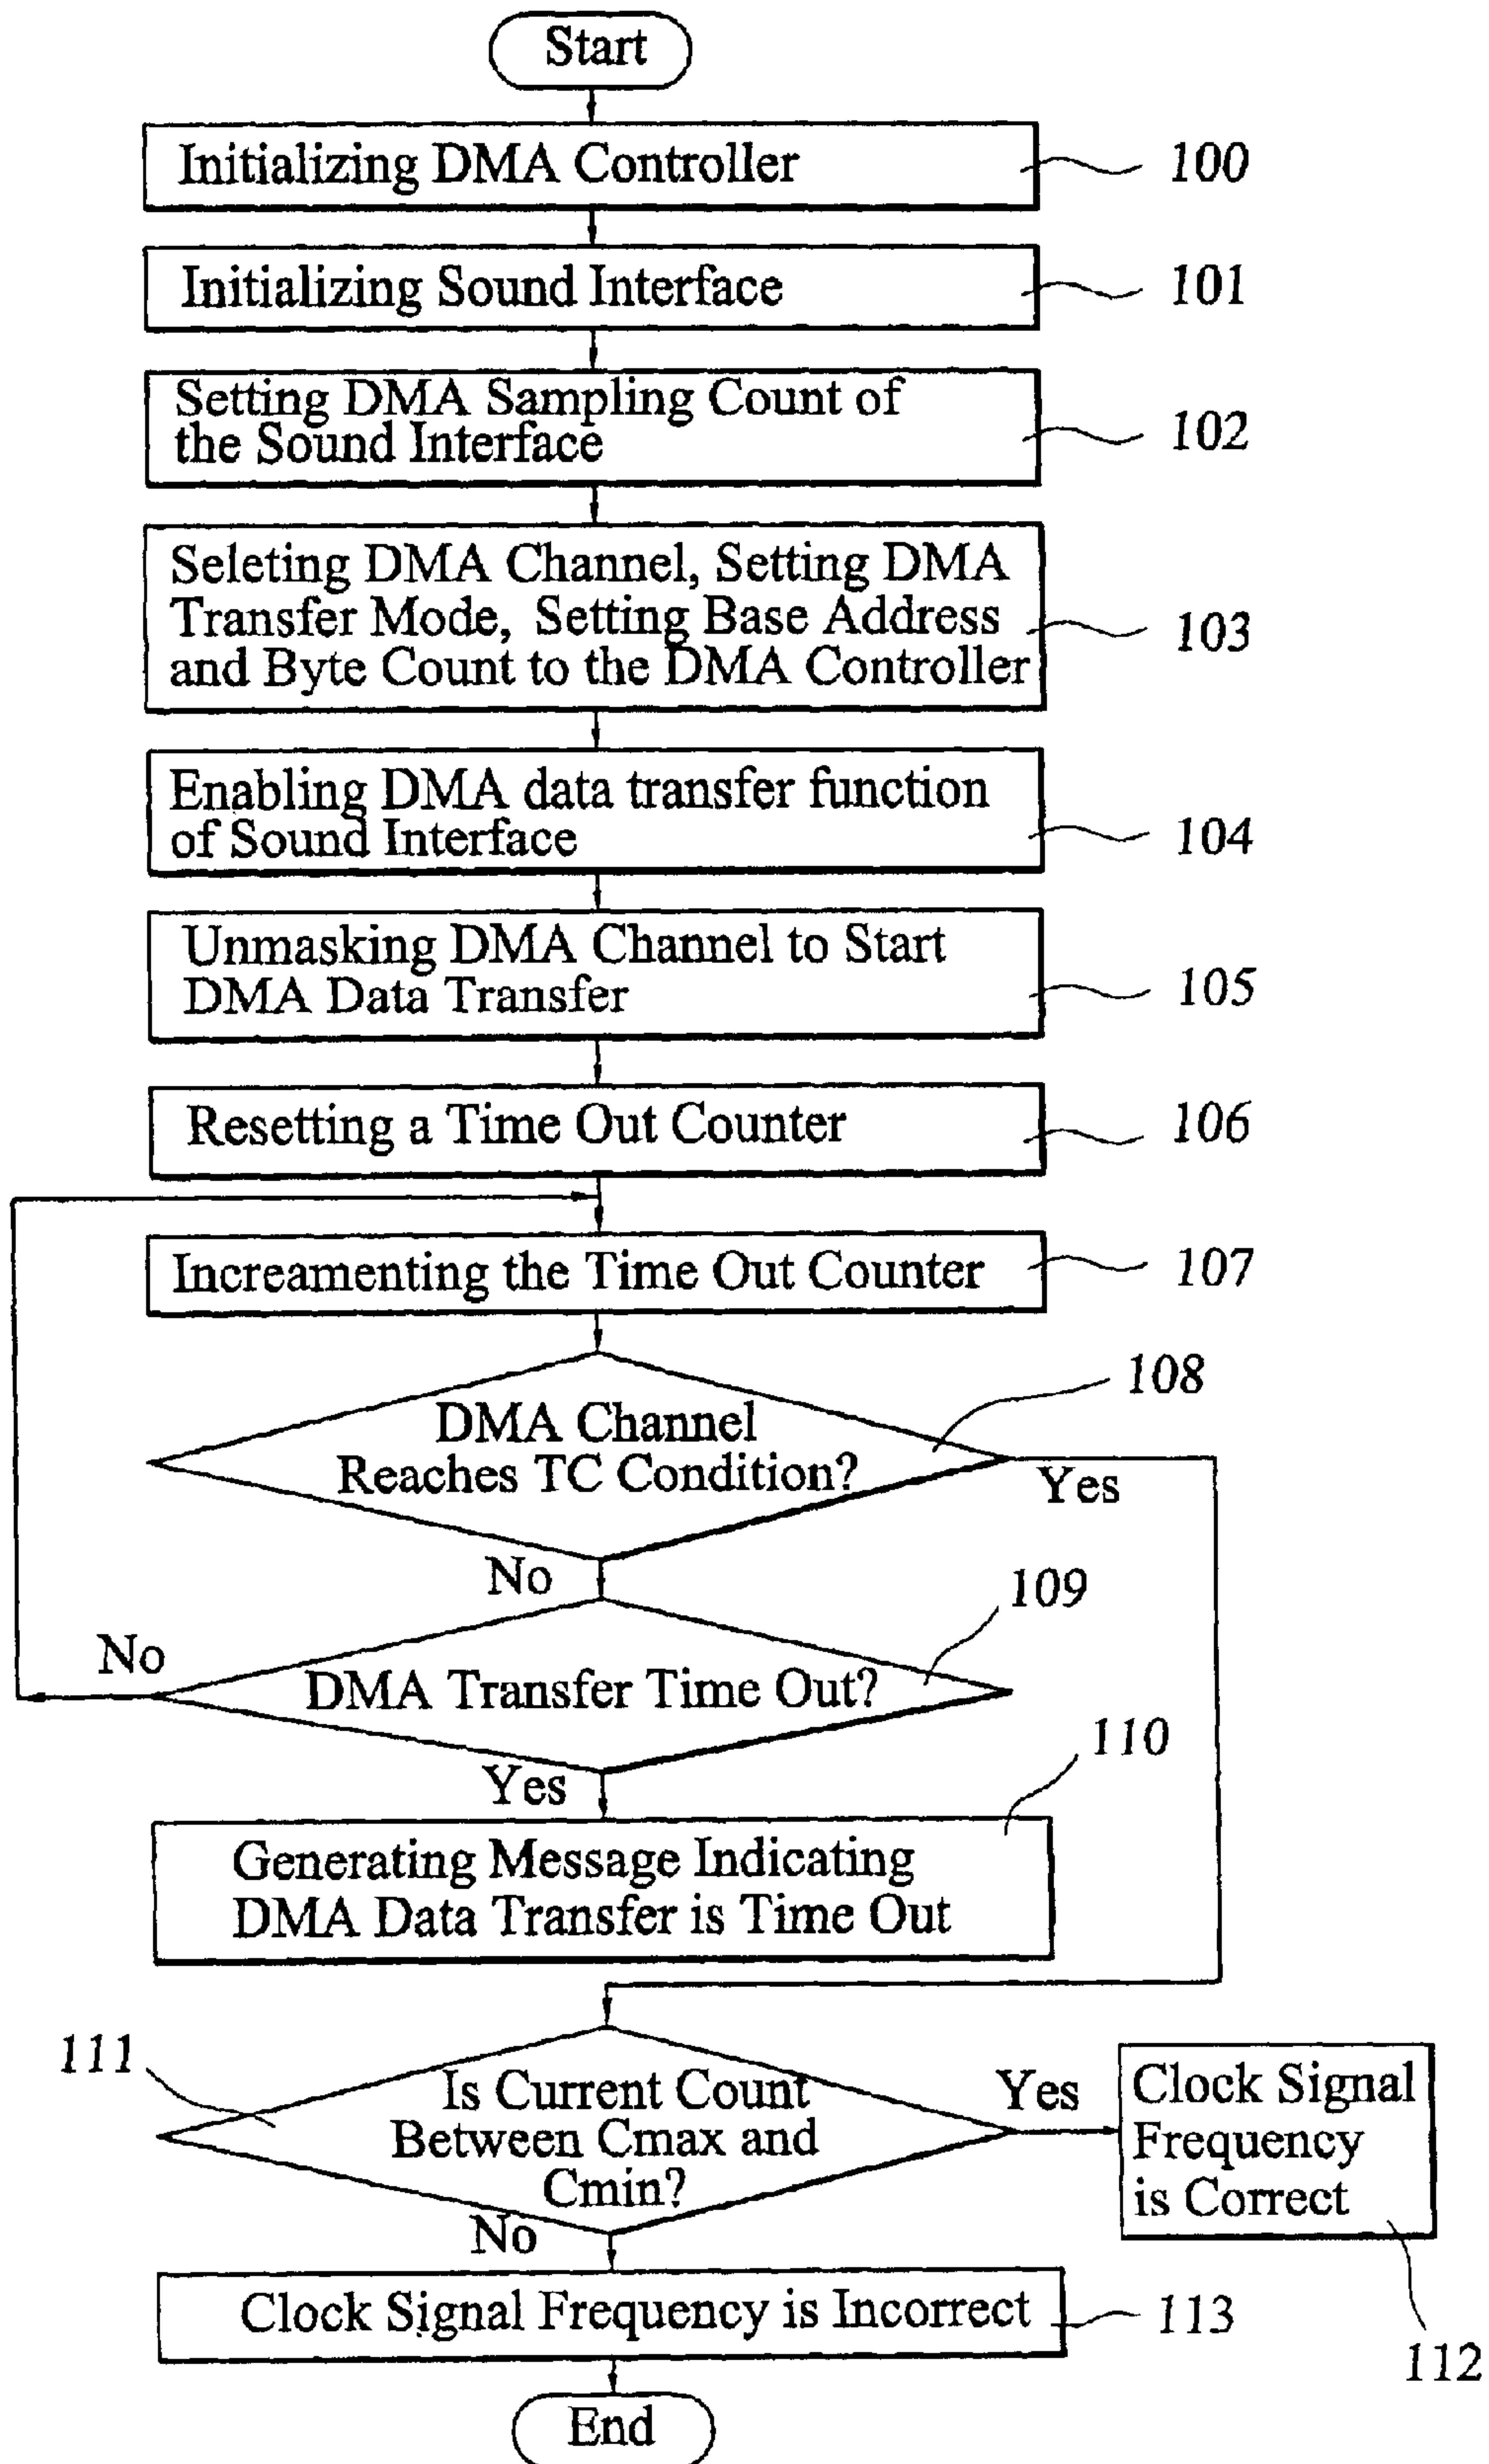 Start
Initializing DMA Controller
100
Initializing Sound Interface
101
Setting DMA Sampling Count of
the Sound Interface
102
Seleting DMA Channel, Setting DMA
Transfer Mode, Setting Base Address
and Byte Count to the DMA Controller
103
Enabling DMA data transfer function
of Sound Interface
104
Unmasking DMA Channel to Start
DMA Data Transfer
105
Resetting a Time Out Counter
106
Increamenting the Time Out Counter
107
DMA Channel
Reaches TC Condition?
108
Yes
No
109
DMA Transfer Time Out?
No
Yes
110
Generating Message Indicating
DMA Data Transfer is Time Out
111
Is Current Count
Between Cmax and
Cmin?
Yes
Clock Signal
Frequency
is Correct
112
No
Clock Signal Frequency is Incorrect
113
End